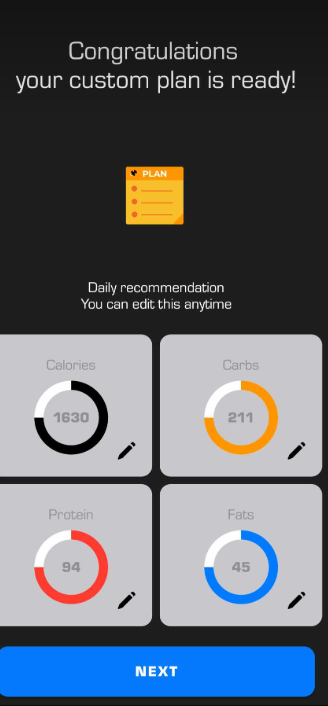 Congratulations
your custom plan is ready!
PLAN
Daily recommendation
You can edit this anytime
Calories
1630
Carbs
211
Protein
94
Fats
45
NEXT